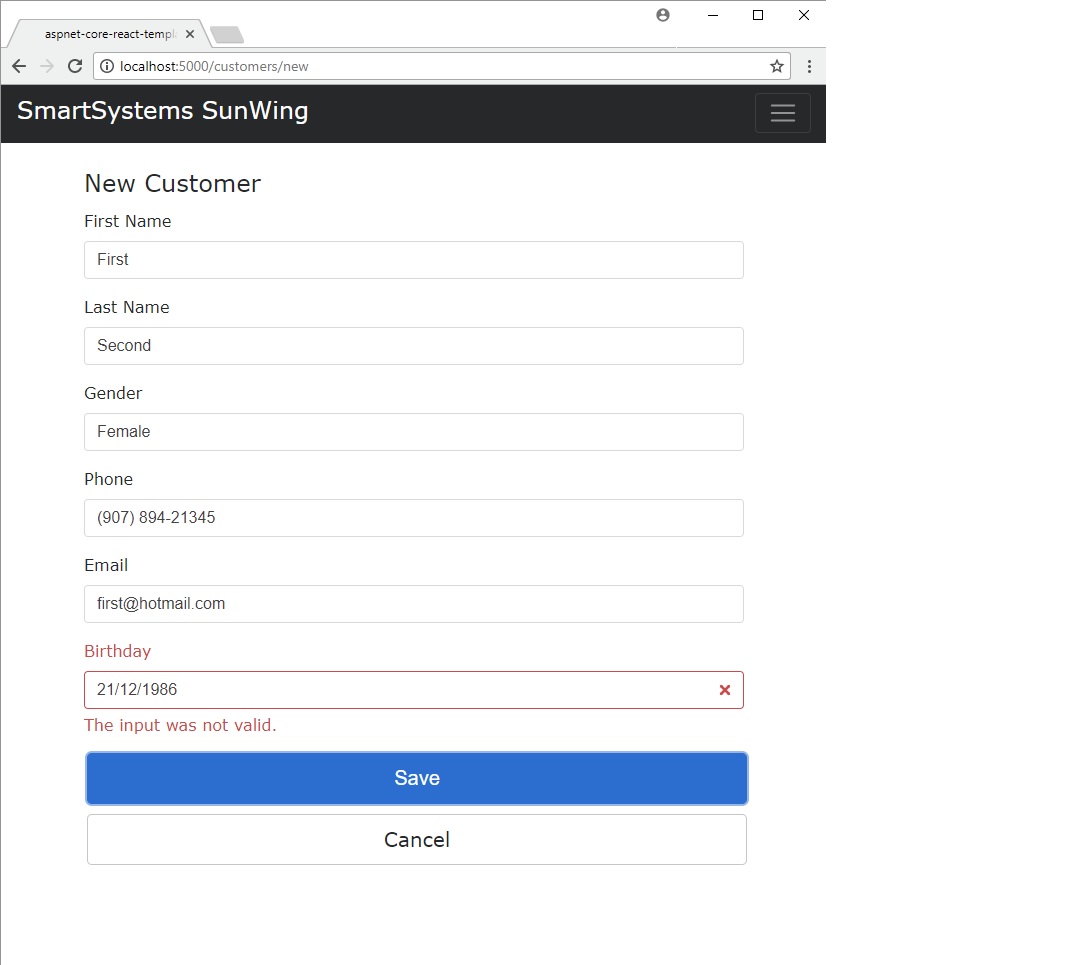 aspnet-core-react-templa
localhost:5000/customers/new
SmartSystems SunWing
New Customer
First Name
First
Last Name
Second
Gender
Female
Phone
(907) 894-21345
Email
first@hotmail.com
Birthday
21/12/1986
The input was not valid.
Save
Cancel